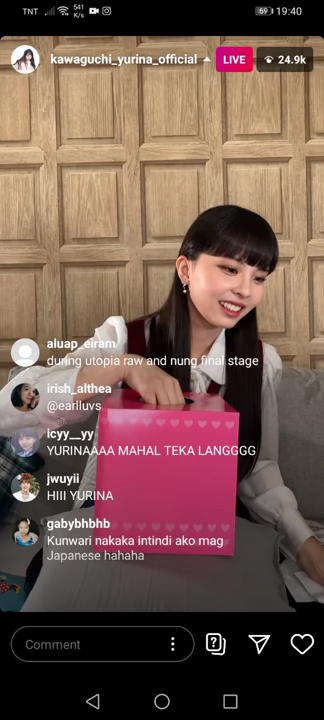 TNT 541 K/s 69 19:40
kawaguchi_yurina_official LIVE 24.9k
aluap_eiram
during utopia raw and nung final stage
irish_althea
@earlluvs
icyy__yy
YURINAAAA MAHAL TEKA LANGGGG
jwuyii
HIII YURINA
gabybhbhb
Kunwari nakaka intindi ako mag
Japanese hahaha
Comment